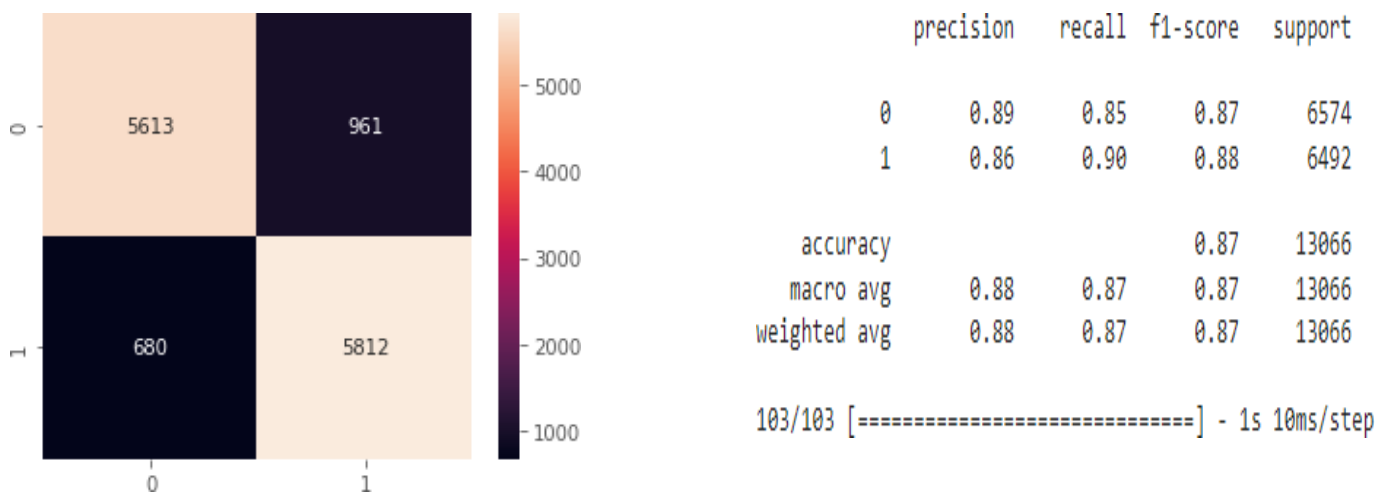 5613 961
680 5812
0
1
0 1
5000
4000
3000
2000
1000
precision recall f1-score support
0 0.89 0.85 0.87 6574
1 0.86 0.90 0.88 6492
accuracy 0.87 13066
macro avg 0.88 0.87 0.87 13066
weighted avg 0.88 0.87 0.87 13066
103/103 [==============================] - 1s 10ms/step